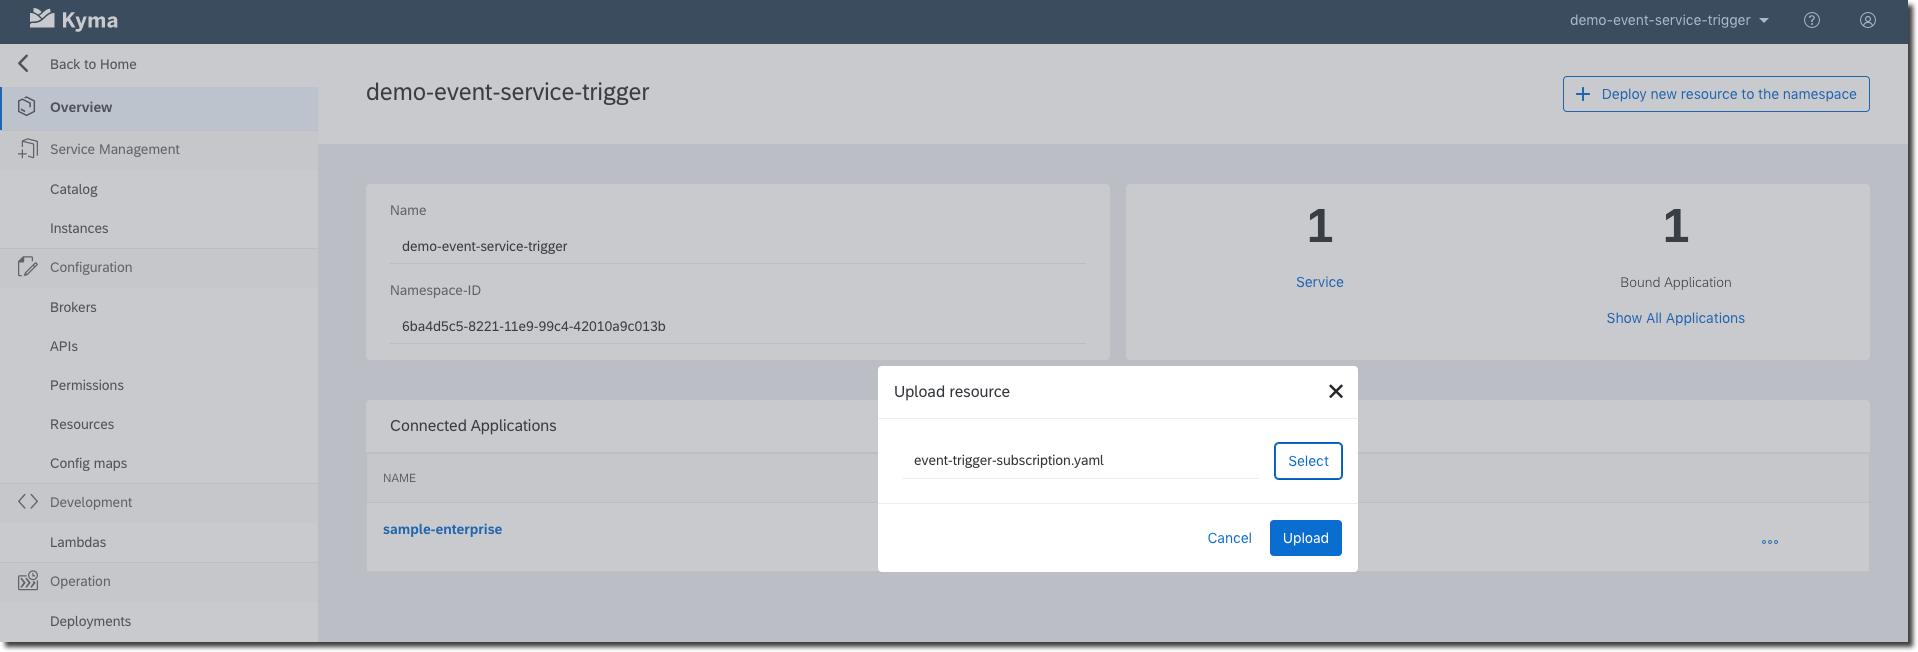 Kyma
demo-event-service-trigger
Back to Home
Overview
Service Management
Catalog
Instances
Configuration
Brokers
APIs
Permissions
Resources
Config maps
Development
Lambdas
Operation
Deployments
demo-event-service-trigger
Deploy new resource to the namespace
Name
demo-event-service-trigger
Namespace-ID
6ba4d5c5-8221-11e9-99c4-42010a9c013b
1
Service
1
Bound Application
Show All Applications
Connected Applications
NAME
sample-enterprise
Upload resource
event-trigger-subscription.yaml
Select
Cancel
Upload